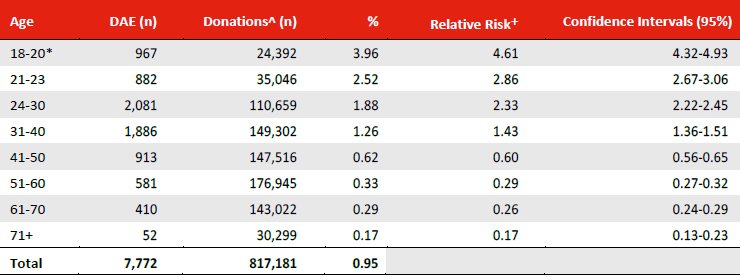 Age DAE (n) Donations^ (n) % Relative Risk+ Confidence Intervals (95%)
18-20* 967 24,392 3.96 4.61 4.32-4.93
21-23 882 35,046 2.52 2.86 2.67-3.06
24-30 2,081 110,659 1.88 2.33 2.22-2.45
31-40 1,886 149,302 1.26 1.43 1.36-1.51
41-50 913 147,516 0.62 0.60 0.56-0.65
51-60 581 176,945 0.33 0.29 0.27-0.32
61-70 410 143,022 0.29 0.26 0.24-0.29
71+ 52 30,299 0.17 0.17 0.13-0.23
Total 7,772 817,181 0.95